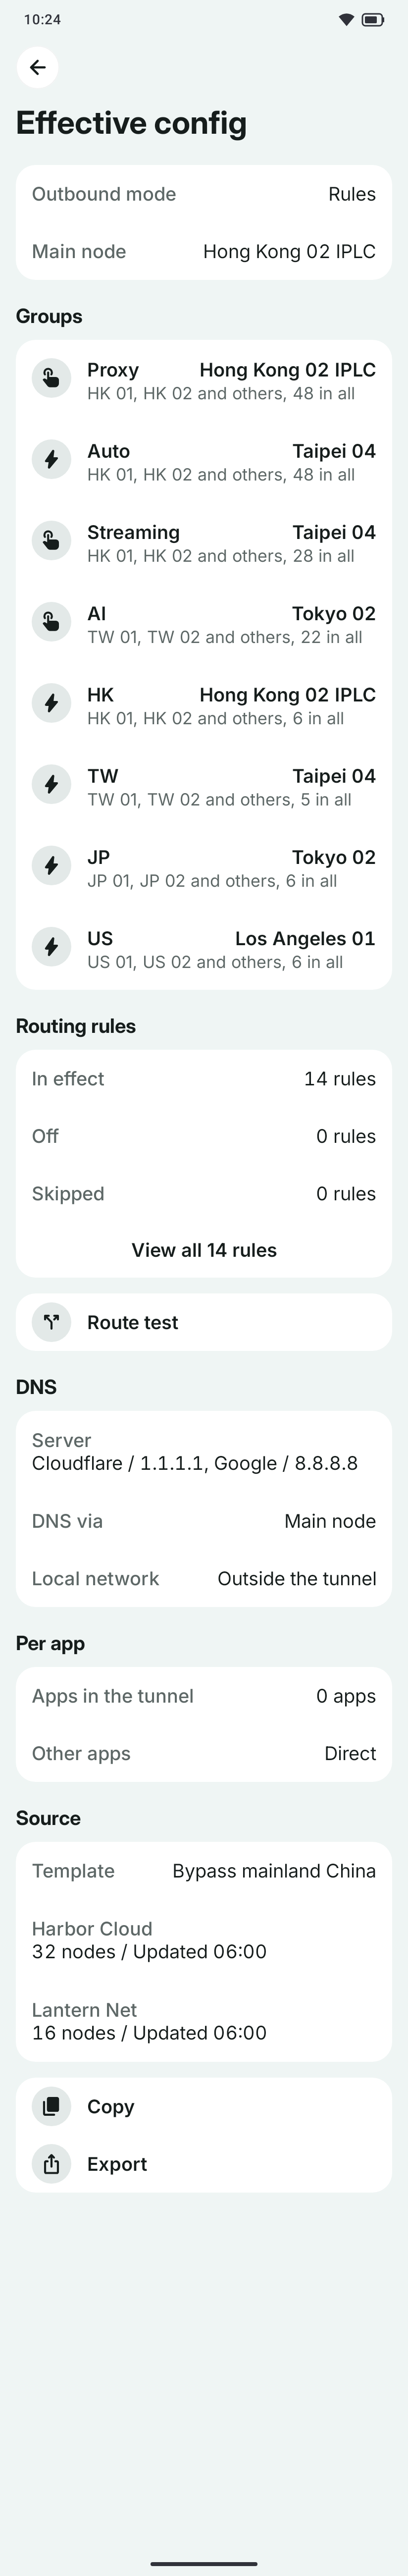 10:24
Effective config
Outbound mode Rules
Main node Hong Kong 02 IPLC
Groups
Proxy Hong Kong 02 IPLC
HK 01, HK 02 and others, 48 in all
Auto Taipei 04
HK 01, HK 02 and others, 48 in all
Streaming Taipei 04
HK 01, HK 02 and others, 28 in all
AI Tokyo 02
TW 01, TW 02 and others, 22 in all
HK Hong Kong 02 IPLC
HK 01, HK 02 and others, 6 in all
TW Taipei 04
TW 01, TW 02 and others, 5 in all
JP Tokyo 02
JP 01, JP 02 and others, 6 in all
US Los Angeles 01
US 01, US 02 and others, 6 in all
Routing rules
In effect 14 rules
Off 0 rules
Skipped 0 rules
View all 14 rules
Route test
DNS
Server
Cloudflare / 1.1.1.1, Google / 8.8.8.8
DNS via Main node
Local network Outside the tunnel
Per app
Apps in the tunnel 0 apps
Other apps Direct
Source
Template Bypass mainland China
Harbor Cloud
32 nodes / Updated 06:00
Lantern Net
16 nodes / Updated 06:00
Copy
Export